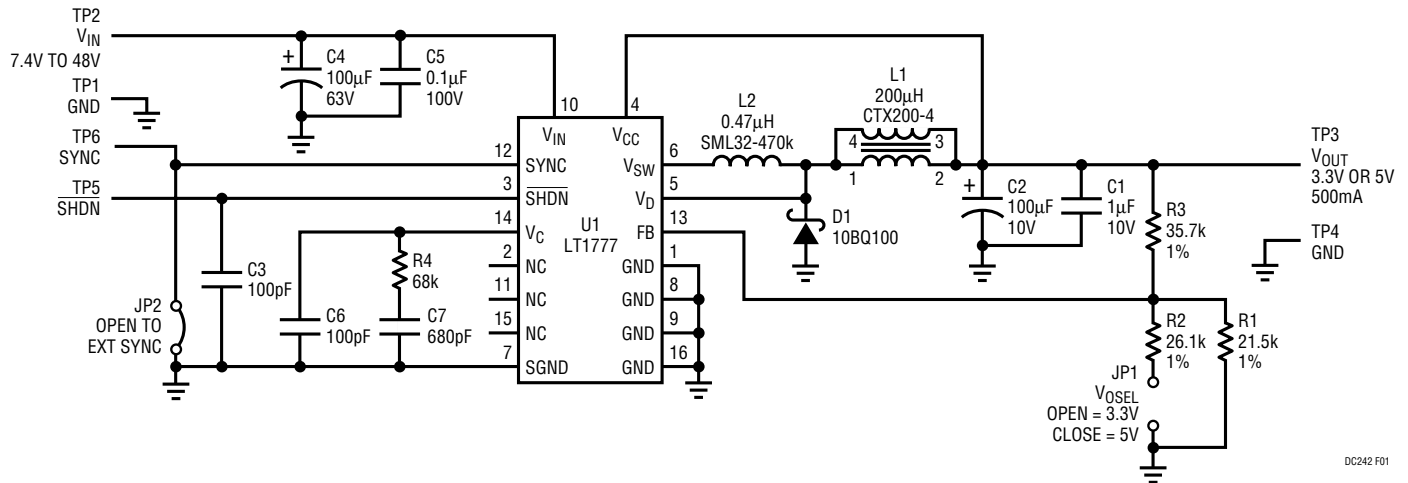 TP2
VIN
7.4V TO 48V
TP1
GND
TP6
SYNC
TP5
SHDN
+
C4
100µF
63V
C5
0.1µF
100V
10
4
VIN
VCC
12
SYNC
3
SHDN
14
VC
2
NC
11
NC
15
NC
7
SGND
U1
LT1777
6
VSW
5
VD
13
FB
1
GND
8
GND
9
GND
16
GND
C3
100pF
JP2
OPEN TO
EXT SYNC
C6
100pF
R4
68k
C7
680pF
L2
0.47µH
SML32-470k
L1
200µH
CTX200-4
4
3
1
2
D1
10BQ100
+
C2
100µF
10V
C1
1µF
10V
R3
35.7k
1%
TP3
VOUT
3.3V OR 5V
500mA
TP4
GND
R2
26.1k
1%
R1
21.5k
1%
JP1
VOSEL
OPEN = 3.3V
CLOSE = 5V
DC242 F01